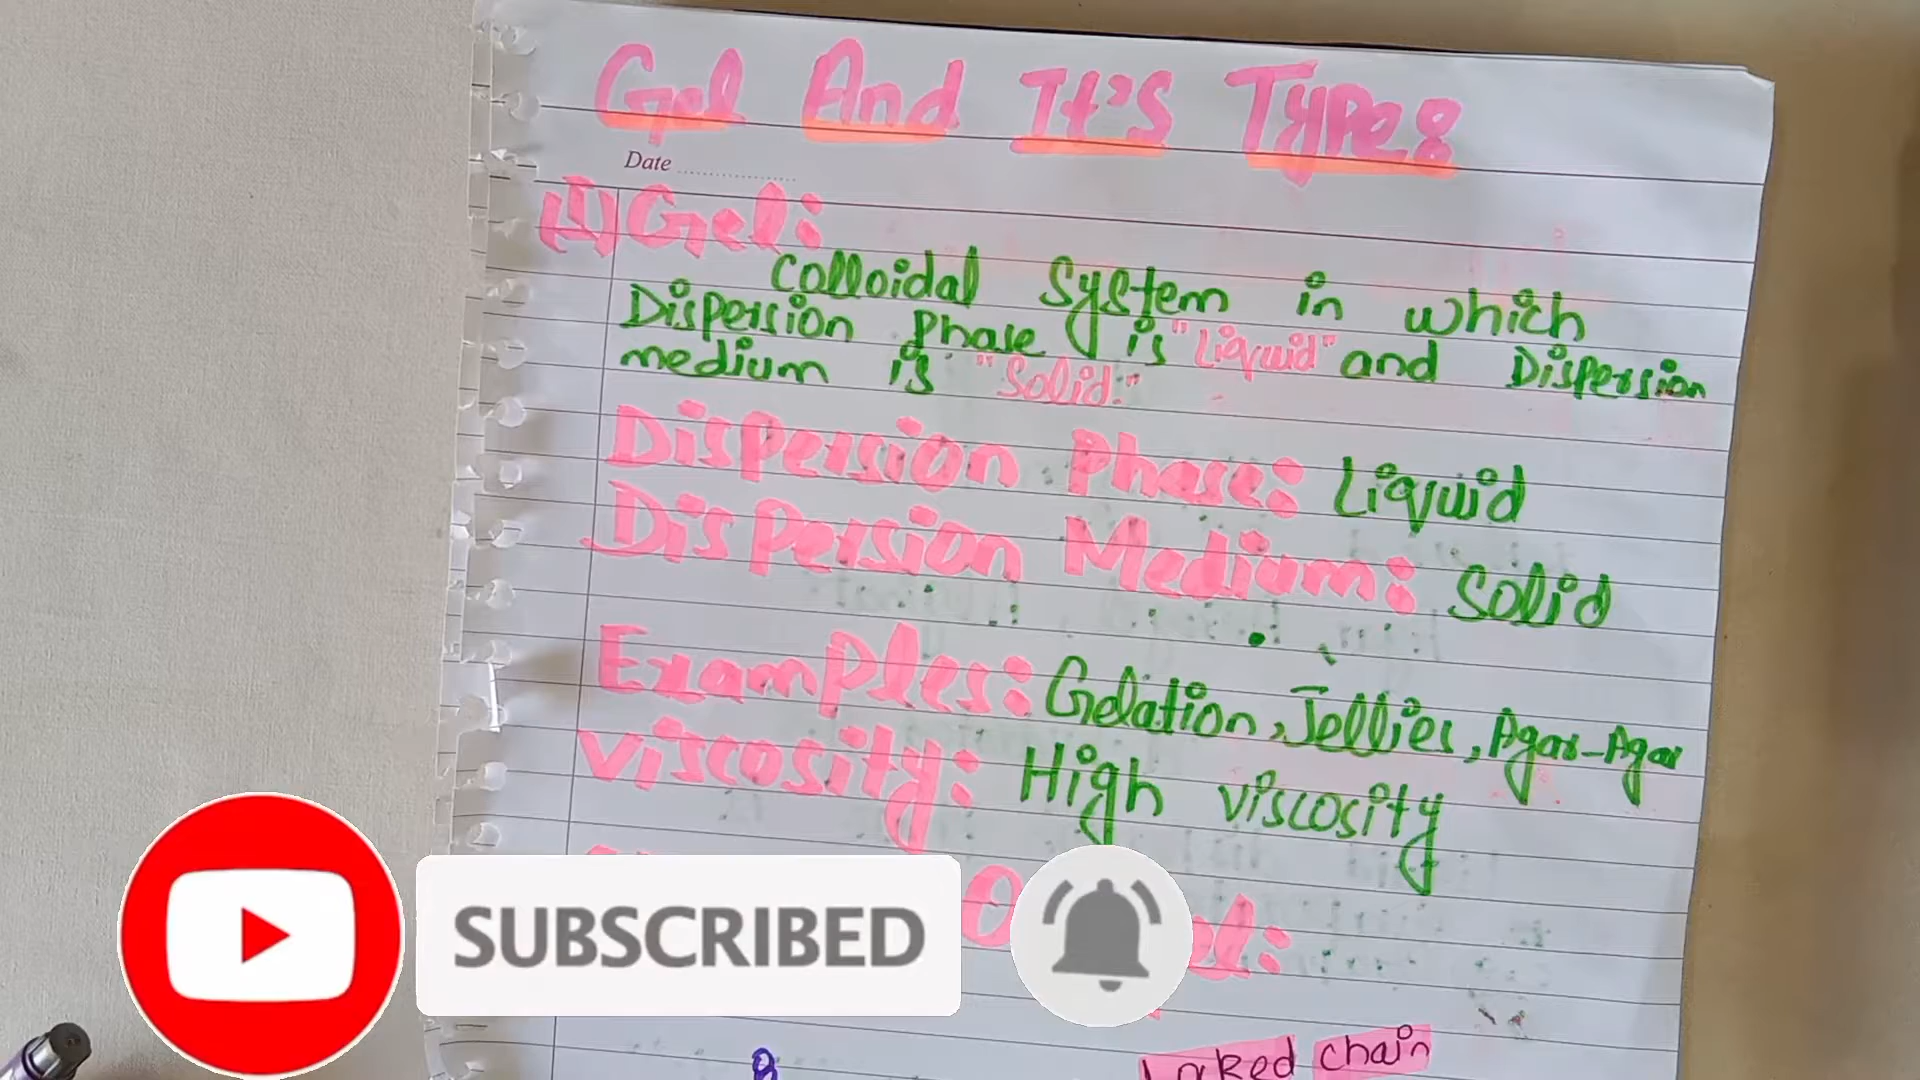 Gel And It's Types
Date
(1) Gel:
Colloidal System in which
Dispersion Phase is "Liquid" and Dispersion
medium is "Solid."
Dispersion Phase: Liquid
Dispersion Medium: Solid
Examples: Gelation, Jellies, Agar-Agar
Viscosity: High viscosity
SUBSCRIBED
chain